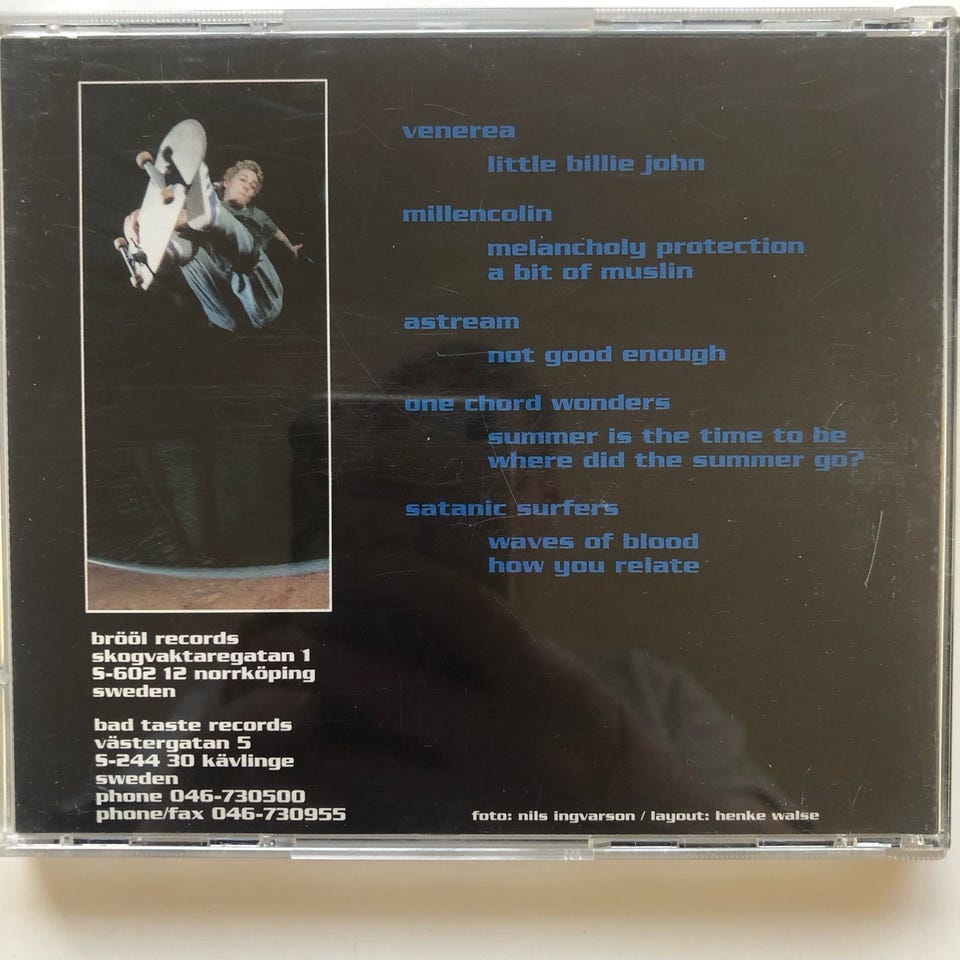 venerea
little billie john
millencolin
melancholy protection
a bit of muslin
astream
not good enough
one chord wonders
summer is the time to be
where did the summer go?
satanic surfers
waves of blood
how you relate
brööl records
skogvaktaregatan 1
S-602 12 norrköping
sweden
bad taste records
västergatan 5
S-244 30 kävlinge
sweden
phone 046-730500
phone/fax 046-730955
foto: nils ingvarson / layout: henke walse